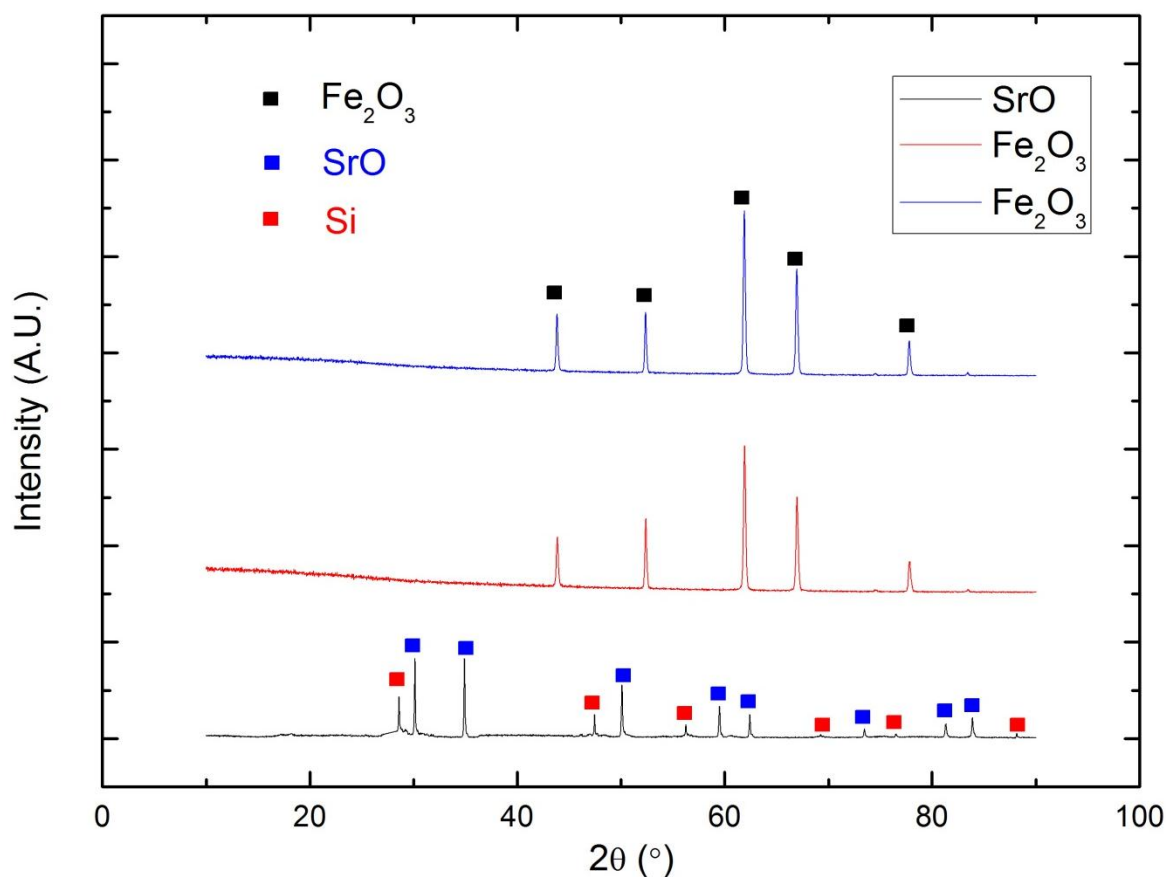 Fe₂O₃
SrO
Si
SrO
Fe₂O₃
Fe₂O₃
Intensity (A.U.)
0 20 40 60 80 100
2θ (°)